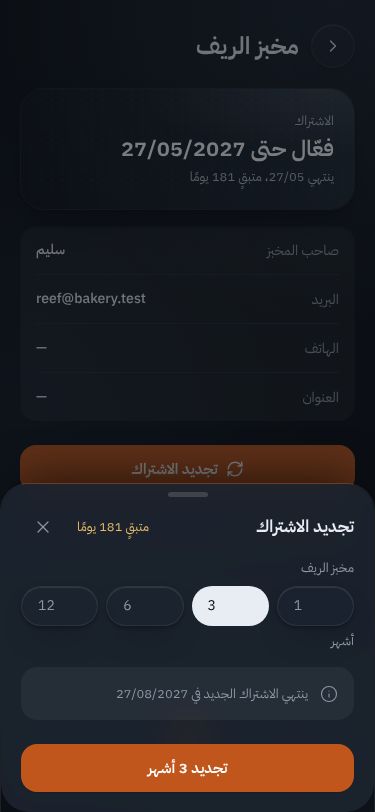 مخبز الريف
الاشتراك
فعّال حتى 27/05/2027
ينتهي 27/05، متبقٍ 181 يومًا
صاحب المخبز سليم
البريد reef@bakery.test
الهاتف —
العنوان —
تجديد الاشتراك
تجديد الاشتراك متبقٍ 181 يومًا
مخبز الريف
1 3 6 12
أشهر
ينتهي الاشتراك الجديد في 27/08/2027
تجديد 3 أشهر